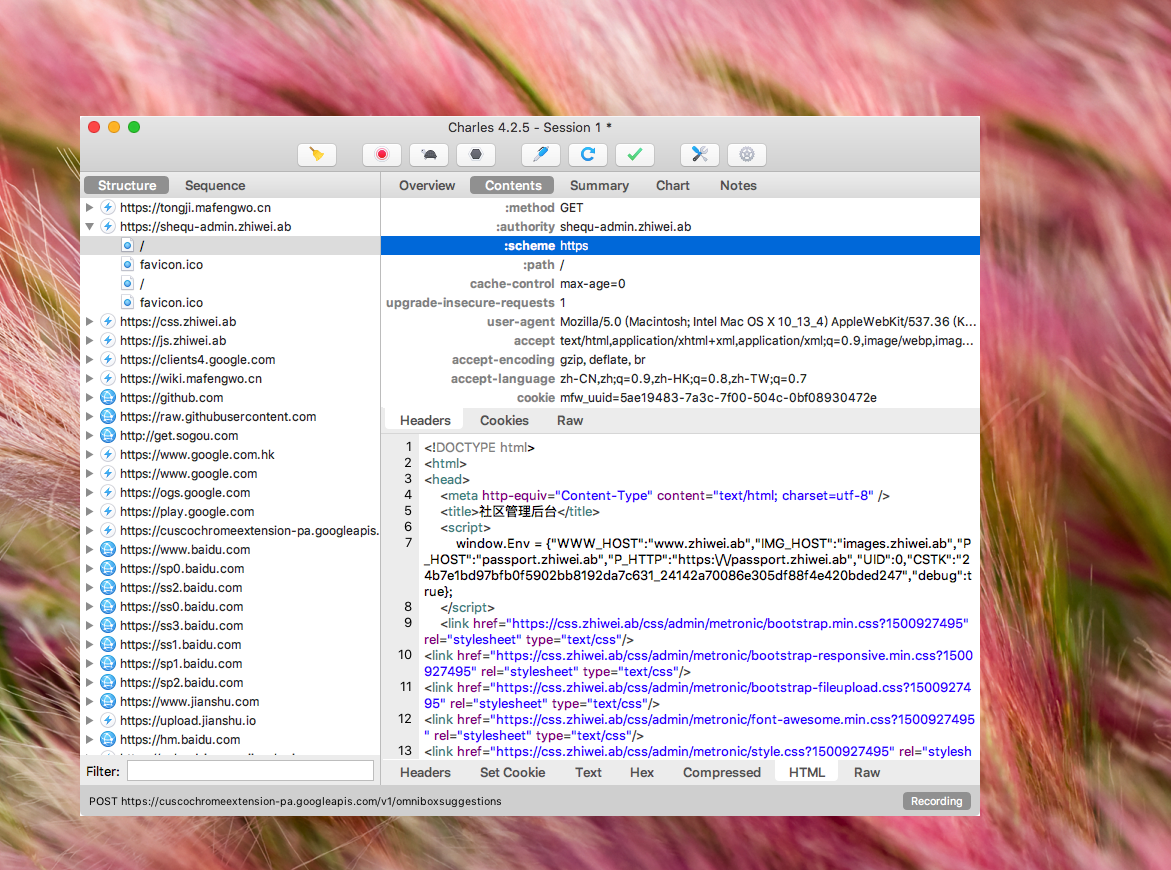 Charles 4.2.5 - Session 1 *
Structure
Sequence
https://tongji.mafengwo.cn
https://shequ-admin.zhiwei.ab
/
favicon.ico
/
favicon.ico
https://css.zhiwei.ab
https://js.zhiwei.ab
https://clients4.google.com
https://wiki.mafengwo.cn
https://github.com
https://raw.githubusercontent.com
http://get.sogou.com
https://www.google.com.hk
https://www.google.com
https://ogs.google.com
https://play.google.com
https://cuscochromeextension-pa.googleapis.
https://www.baidu.com
https://sp0.baidu.com
https://ss2.baidu.com
https://ss0.baidu.com
https://ss3.baidu.com
https://ss1.baidu.com
https://sp1.baidu.com
https://sp2.baidu.com
https://www.jianshu.com
https://upload.jianshu.io
https://hm.baidu.com
Filter:
Overview
Contents
Summary
Chart
Notes
:method GET
:authority shequ-admin.zhiwei.ab
:scheme https
:path /
cache-control max-age=0
upgrade-insecure-requests 1
user-agent Mozilla/5.0 (Macintosh; Intel Mac OS X 10_13_4) AppleWebKit/537.36 (K...
accept text/html,application/xhtml+xml,application/xml;q=0.9,image/webp,imag...
accept-encoding gzip, deflate, br
accept-language zh-CN,zh;q=0.9,zh-HK;q=0.8,zh-TW;q=0.7
cookie mfw_uuid=5ae19483-7a3c-7f00-504c-0bf08930472e
Headers
Cookies
Raw
1 <!DOCTYPE html>
2 <html>
3 <head>
4 <meta http-equiv="Content-Type" content="text/html; charset=utf-8" />
5 <title>社区管理后台</title>
6 <script>
7 window.Env = {"WWW_HOST":"www.zhiwei.ab","IMG_HOST":"images.zhiwei.ab","P
_HOST":"passport.zhiwei.ab","P_HTTP":"https:\/\/passport.zhiwei.ab","UID":0,"CSTK":"2
4b7e1bd97bfb0f5902bb8192da7c631_24142a70086e305df88f4e420bded247","debug":t
rue};
8 </script>
9 <link href="https://css.zhiwei.ab/css/admin/metronic/bootstrap.min.css?1500927495"
rel="stylesheet" type="text/css"/>
10 <link href="https://css.zhiwei.ab/css/admin/metronic/bootstrap-responsive.min.css?1500
927495" rel="stylesheet" type="text/css"/>
11 <link href="https://css.zhiwei.ab/css/admin/metronic/bootstrap-fileupload.css?15009274
95" rel="stylesheet" type="text/css"/>
12 <link href="https://css.zhiwei.ab/css/admin/metronic/font-awesome.min.css?1500927495
" rel="stylesheet" type="text/css"/>
13 <link href="https://css.zhiwei.ab/css/admin/metronic/style.css?1500927495" rel="stylesh
Headers
Set Cookie
Text
Hex
Compressed
HTML
Raw
POST https://cuscochromeextension-pa.googleapis.com/v1/omniboxsuggestions
Recording